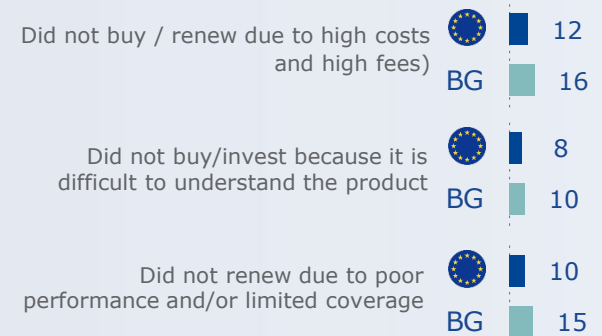 Did not buy / renew due to high costs
and high fees)
12
BG 16
Did not buy/invest because it is
difficult to understand the product
8
BG 10
Did not renew due to poor
performance and/or limited coverage
10
BG 15